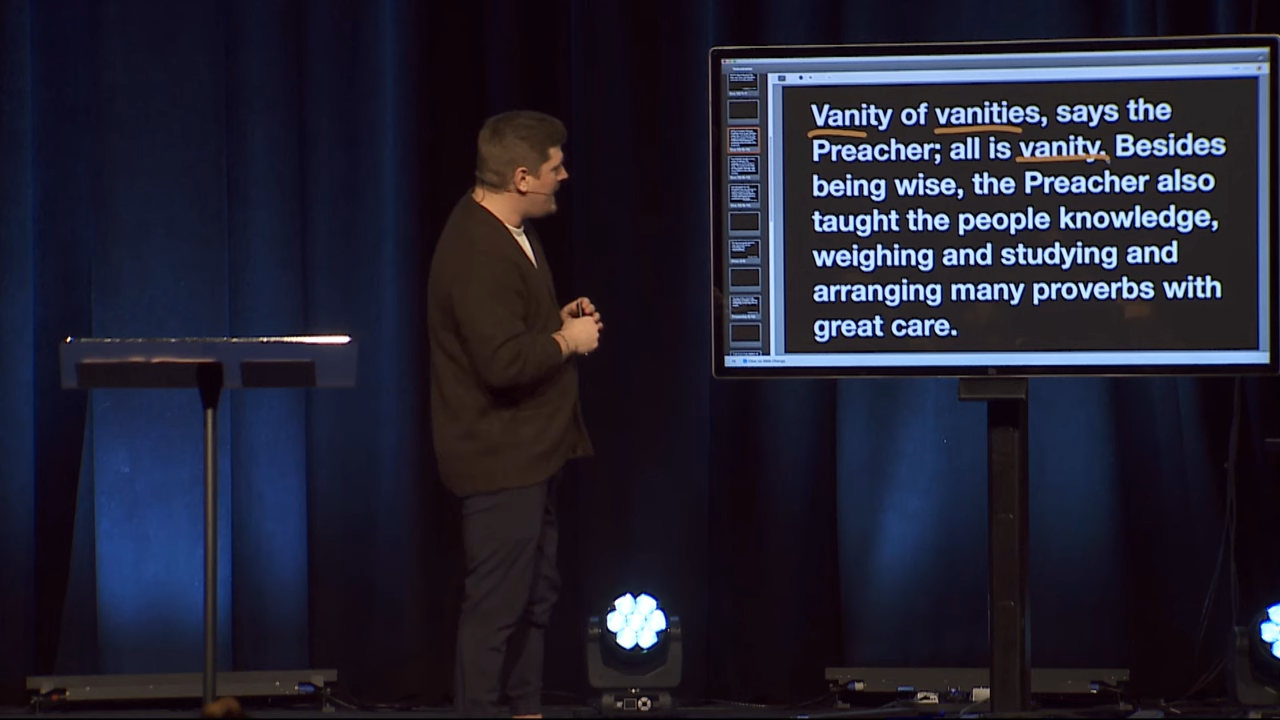 Vanity of vanities, says the
Preacher; all is vanity. Besides
being wise, the Preacher also
taught the people knowledge,
weighing and studying and
arranging many proverbs with
great care.